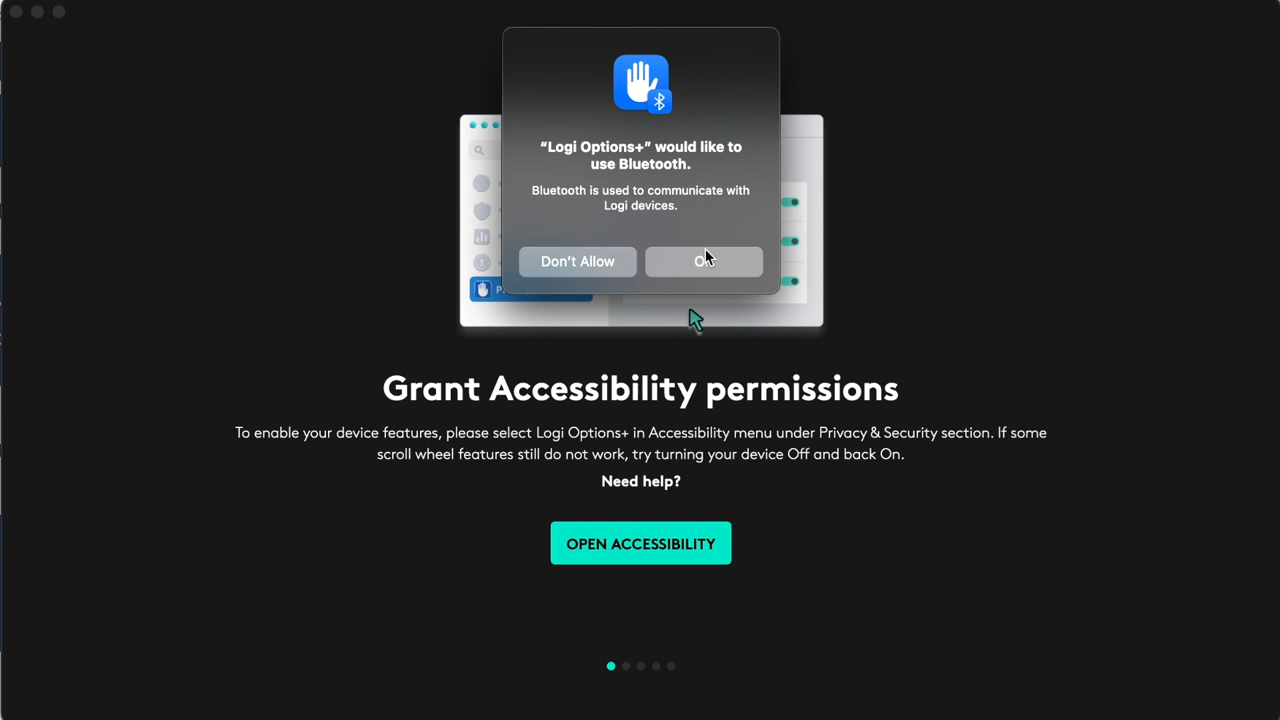 “Logi Options+” would like to
use Bluetooth.
Bluetooth is used to communicate with
Logi devices.
Don’t Allow
Grant Accessibility permissions
To enable your device features, please select Logi Options+ in Accessibility menu under Privacy & Security section. If some
scroll wheel features still do not work, try turning your device Off and back On.
Need help?
OPEN ACCESSIBILITY